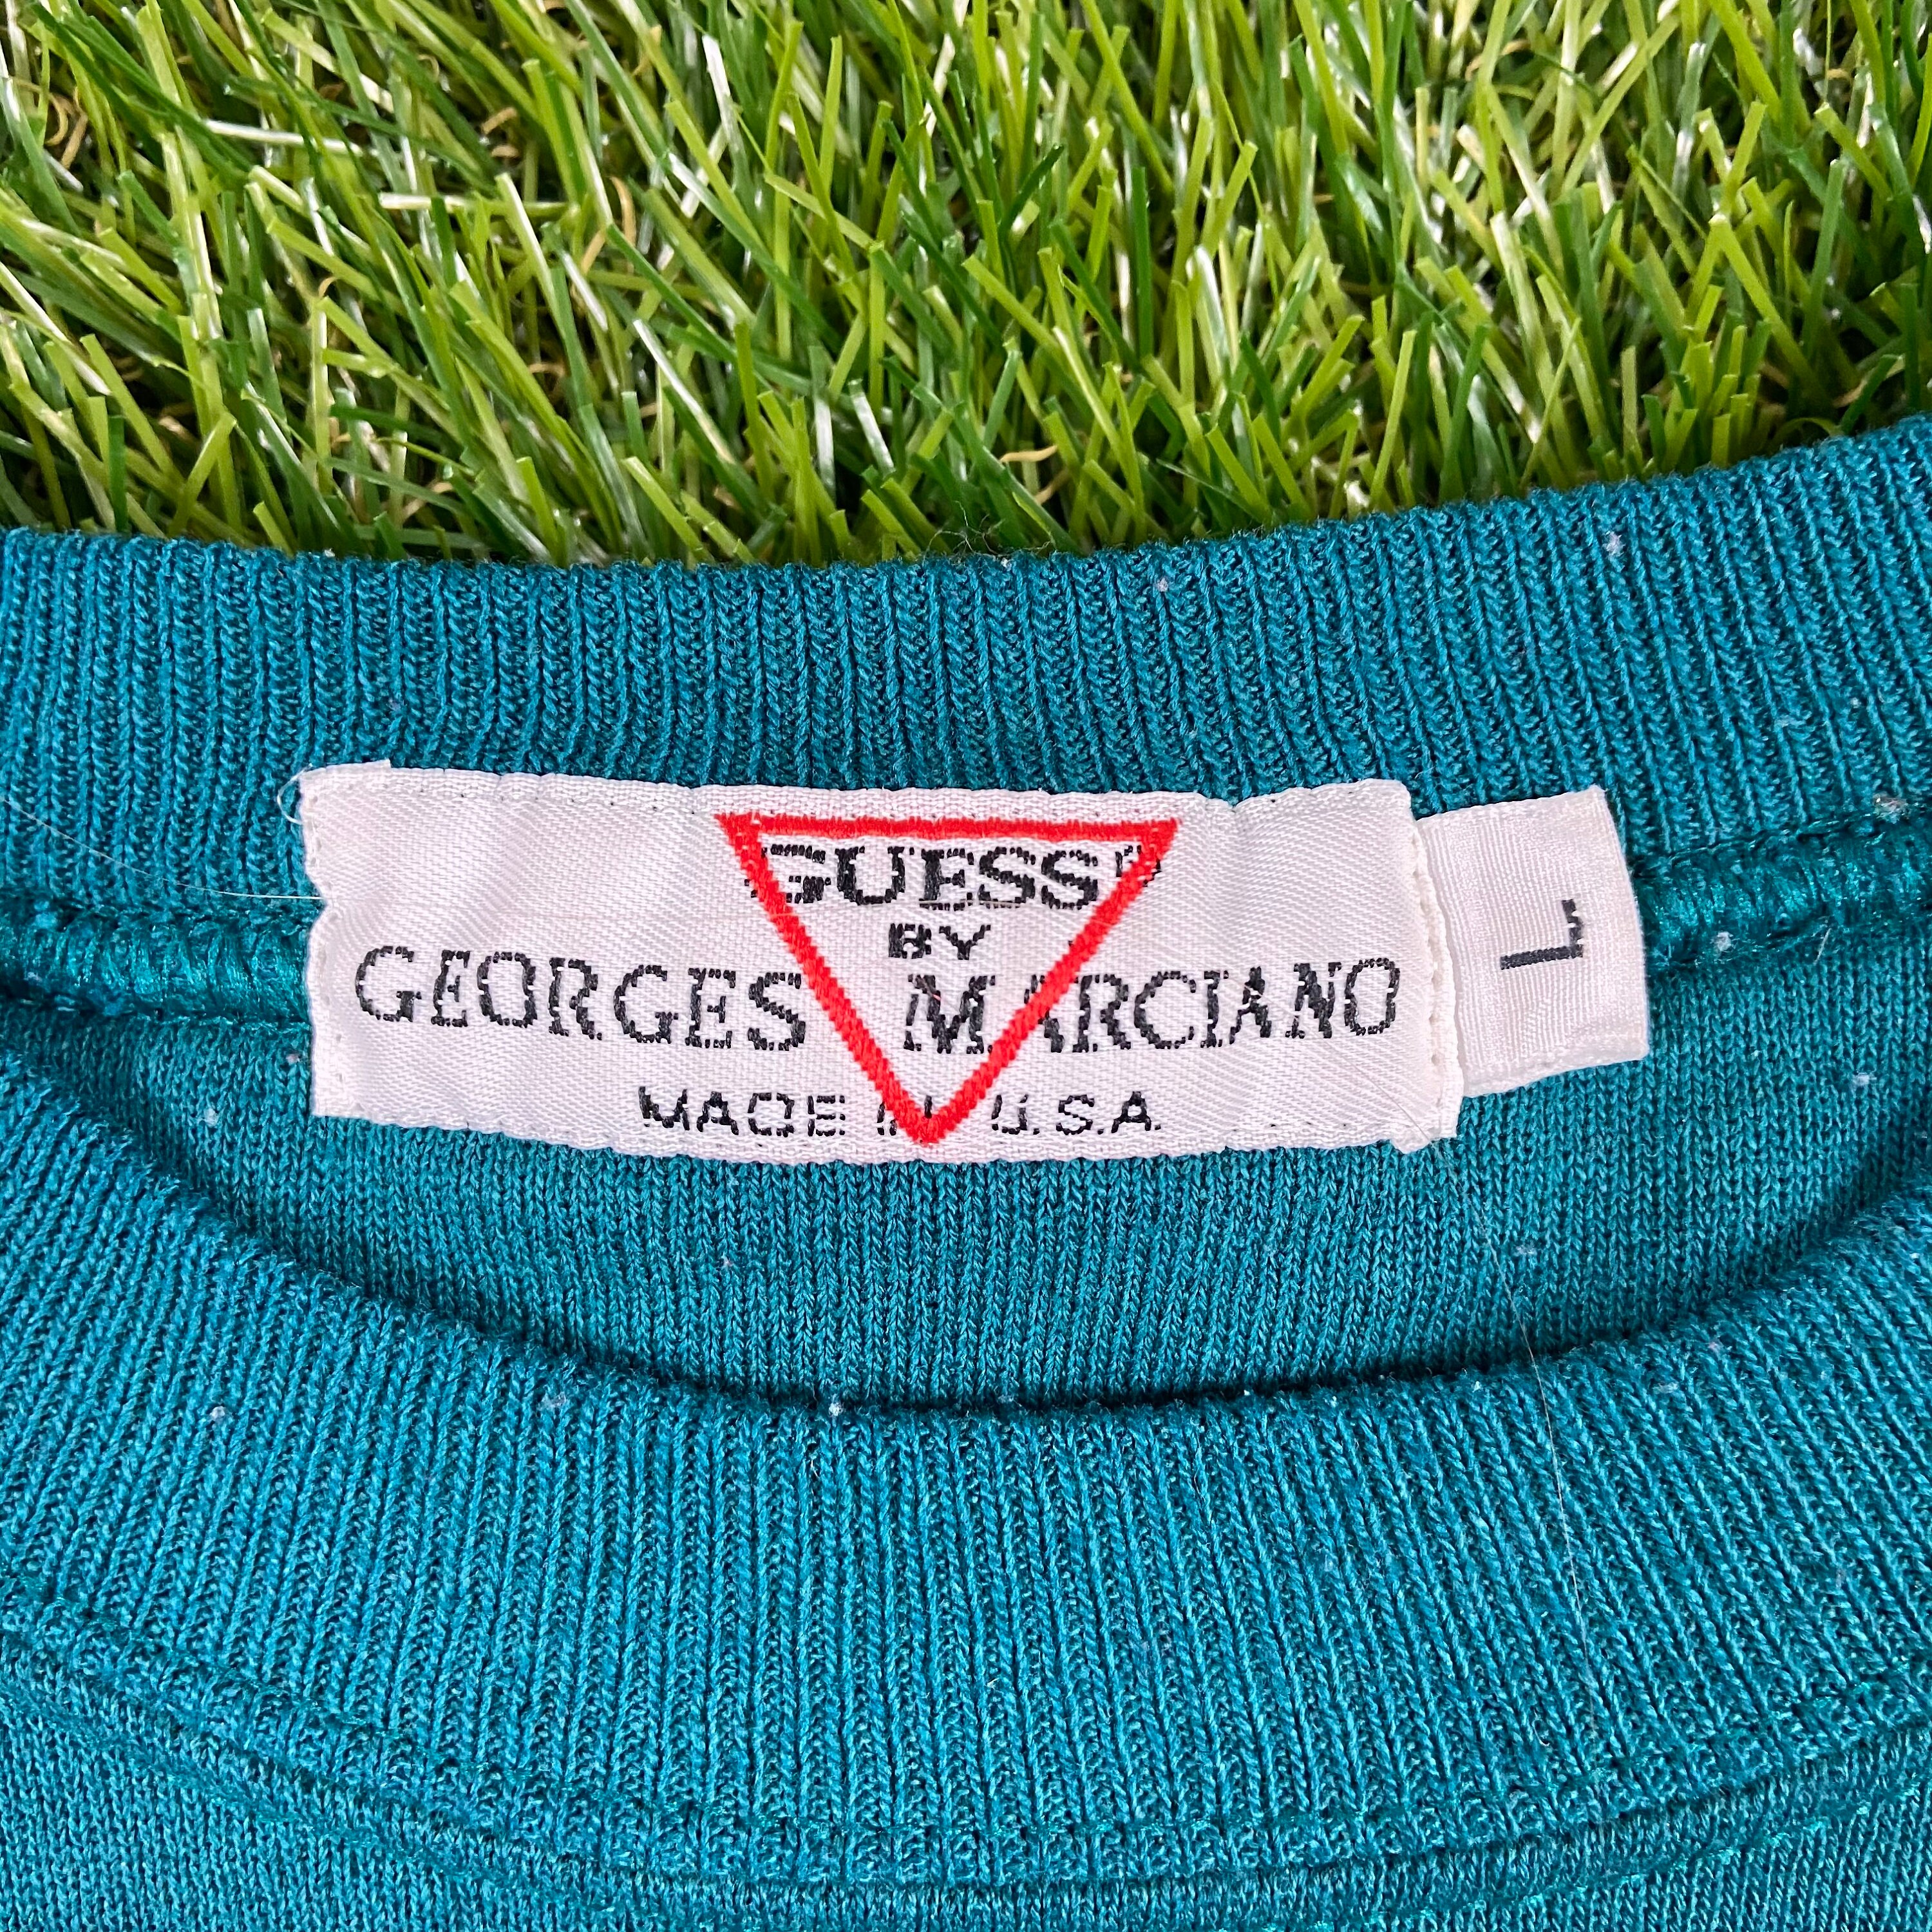 GUESS?
BY
GEORGES MARCIANO
MADE IN U.S.A.
L